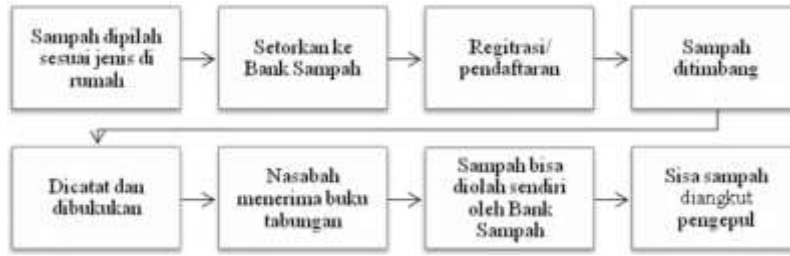 Sampah dipilah
sesuai jenis di
rumah
Setorkan ke
Bank Sampah
Regitrasi/
pendaftaran
Sampah
ditimbang
Dicatat dan
dibukukan
Nasabah
menerima buku
tabungan
Sampah bisa
diolah sendiri
oleh Bank
Sampah
Sisa sampah
diangkut
pengepul